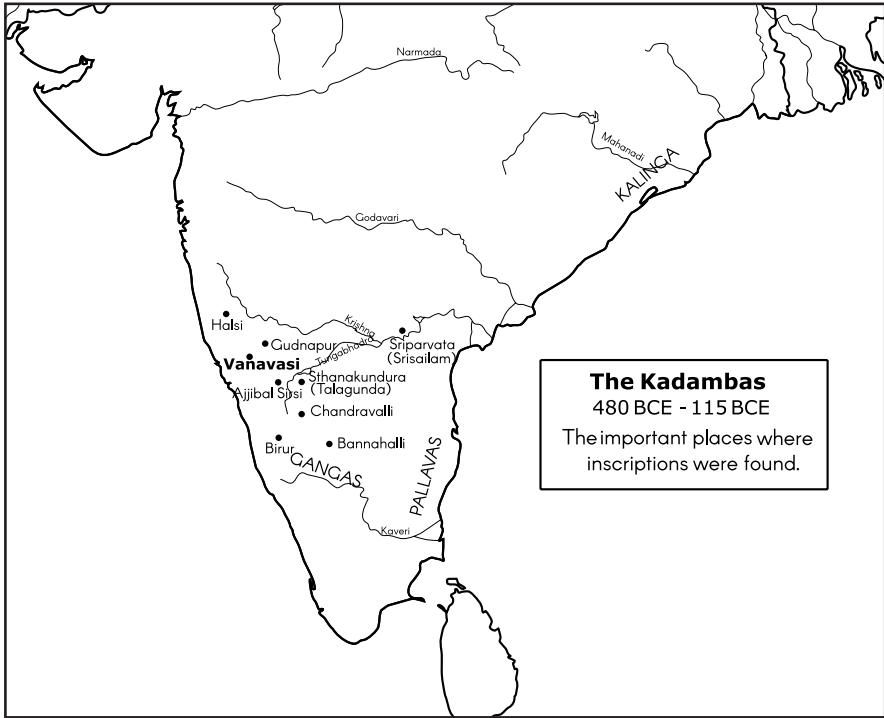 Narmada
Mahanadi
KALINGA
Godavari
Halsi
Krishna
Gudnapur
Tungabhadra
Sriparvata
(Srisailam)
Vanavasi
Ajjibal Sirsi
Sthanakundura
(Talagunda)
Chandravalli
Birur
Bannahalli
GANGAS
PALLAVAS
Kaveri
The Kadambas
480 BCE - 115 BCE
The important places where
inscriptions were found.